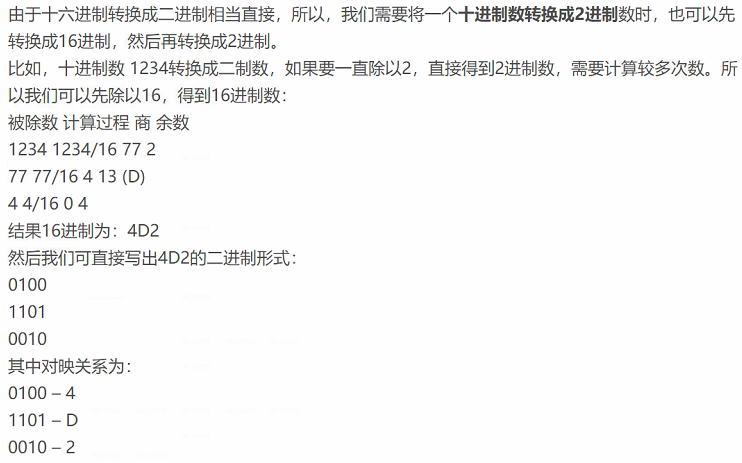 由于十六进制转换成二进制相当直接，所以，我们需要将一个十进制数转换成2进制数时，也可以先
转换成16进制，然后再转换成2进制。
比如，十进制数 1234转换成二制数，如果要一直除以2，直接得到2进制数，需要计算较多次数。所
以我们可以先除以16，得到16进制数：
被除数 计算过程 商 余数
1234 1234/16 77 2
77 77/16 4 13 (D)
4 4/16 0 4
结果16进制为：4D2
然后我们可直接写出4D2的二进制形式：
0100
1101
0010
其中对映关系为：
0100 – 4
1101 – D
0010 – 2